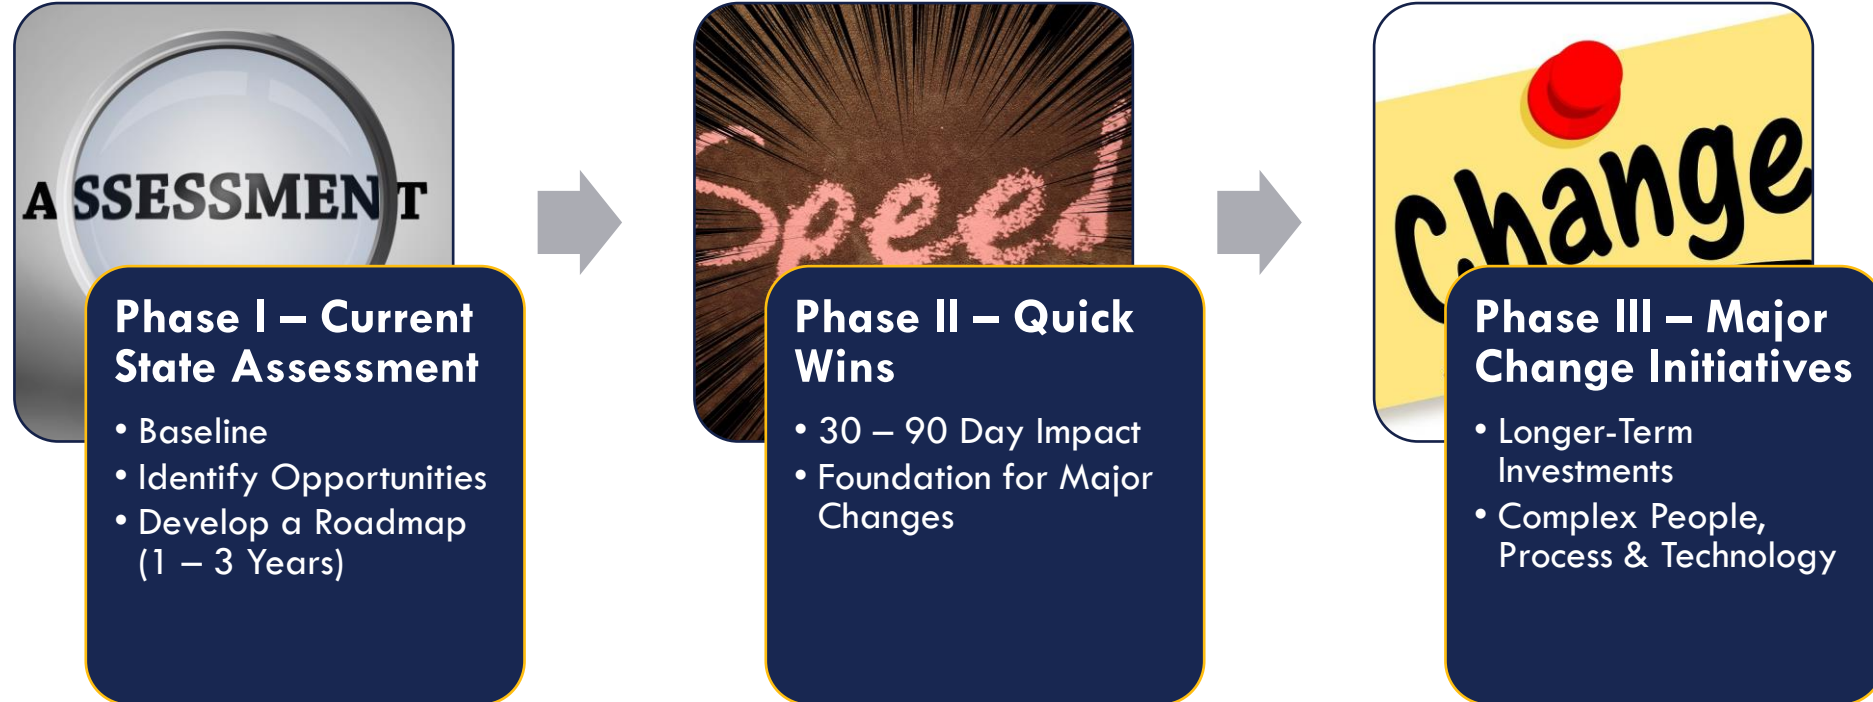 ASSESSMENT
Phase I – Current
State Assessment
• Baseline
• Identify Opportunities
• Develop a Roadmap
(1 – 3 Years)
Speed
Phase II – Quick
Wins
• 30 – 90 Day Impact
• Foundation for Major
Changes
Change
Phase III – Major
Change Initiatives
• Longer-Term
Investments
• Complex People,
Process & Technology